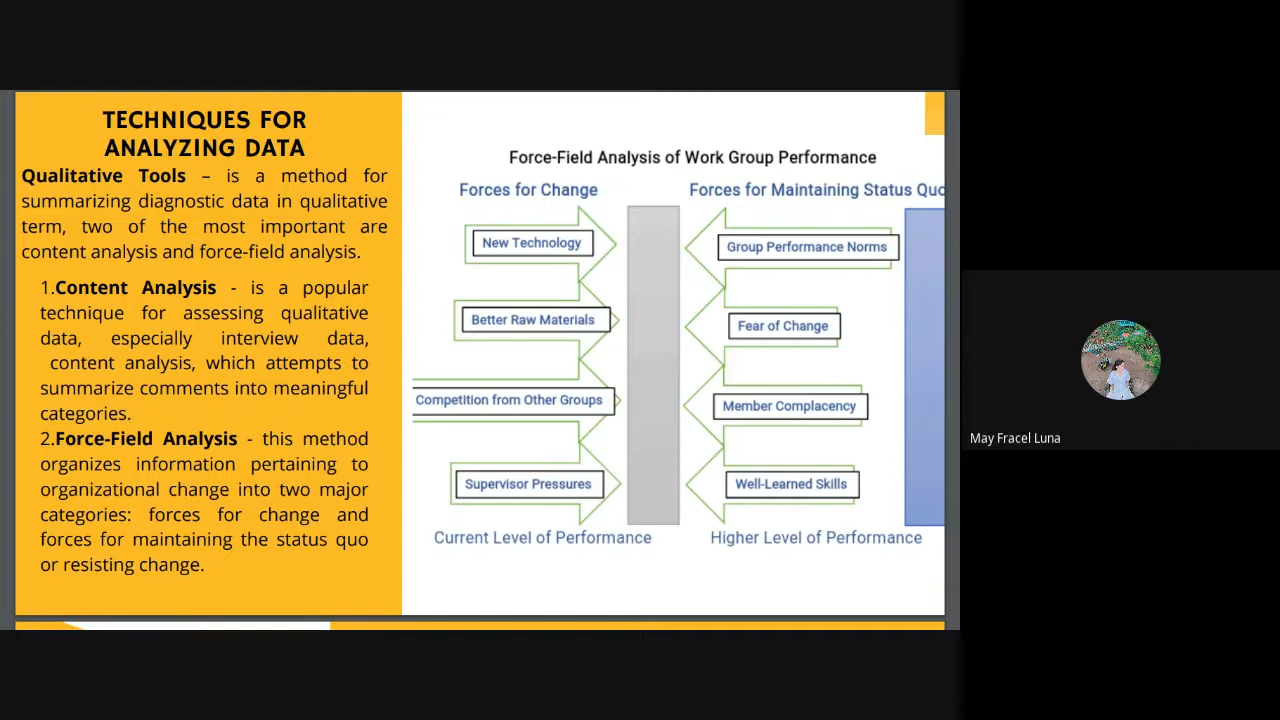 TECHNIQUES FOR
ANALYZING DATA
Qualitative Tools – is a method for
summarizing diagnostic data in qualitative
term, two of the most important are
content analysis and force-field analysis.
1.Content Analysis - is a popular
technique for assessing qualitative
data, especially interview data,
content analysis, which attempts to
summarize comments into meaningful
categories.
2.Force-Field Analysis - this method
organizes information pertaining to
organizational change into two major
categories: forces for change and
forces for maintaining the status quo
or resisting change.
Force-Field Analysis of Work Group Performance
Forces for Change
New Technology
Better Raw Materials
Competition from Other Groups
Supervisor Pressures
Current Level of Performance
Forces for Maintaining Status Quo
Group Performance Norms
Fear of Change
Member Complacency
Well-Learned Skills
Higher Level of Performance
May Fracel Luna